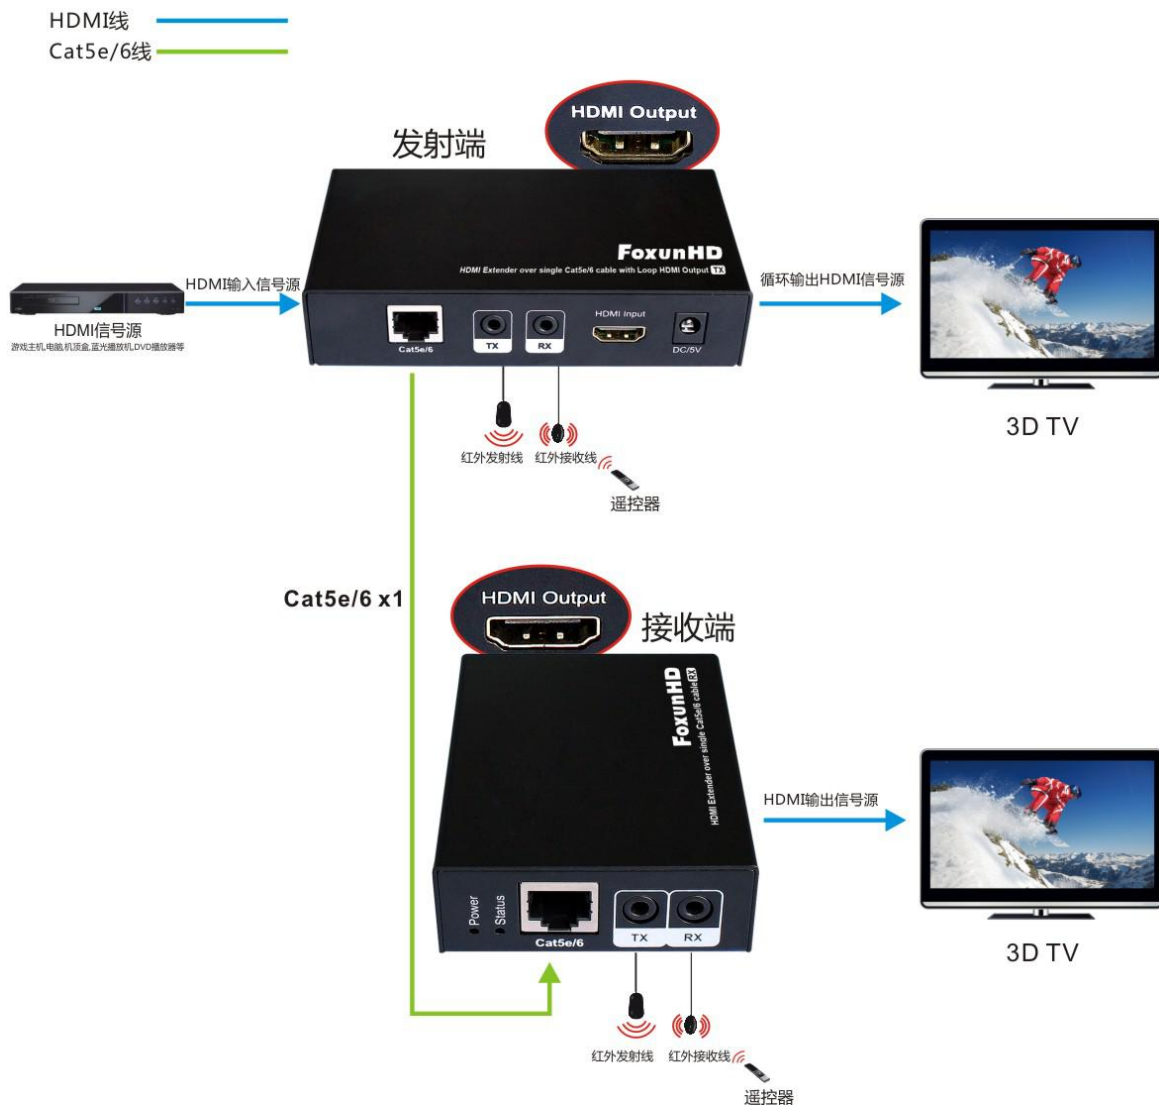 HDMI线
Cat5e/6线
HDMI Output
发射端
FoxunHD
HDMI Extender over single Cat5e/6 cable with Loop HDMI Output TX
HDMI输入信号源
循环输出HDMI信号源
HDMI Input
HDMI信号源
游戏主机,电脑,机顶盒,蓝光播放机,DVD播放器等
Cat5e/6
TX
RX
DC/5V
3D TV
红外发射线
红外接收线
遥控器
Cat5e/6 x1
HDMI Output
接收端
FoxunHD
HDMI Extender over single Cat5e/6 cable RX
HDMI输出信号源
Power
Status
Cat5e/6
TX
RX
3D TV
红外发射线
红外接收线
遥控器